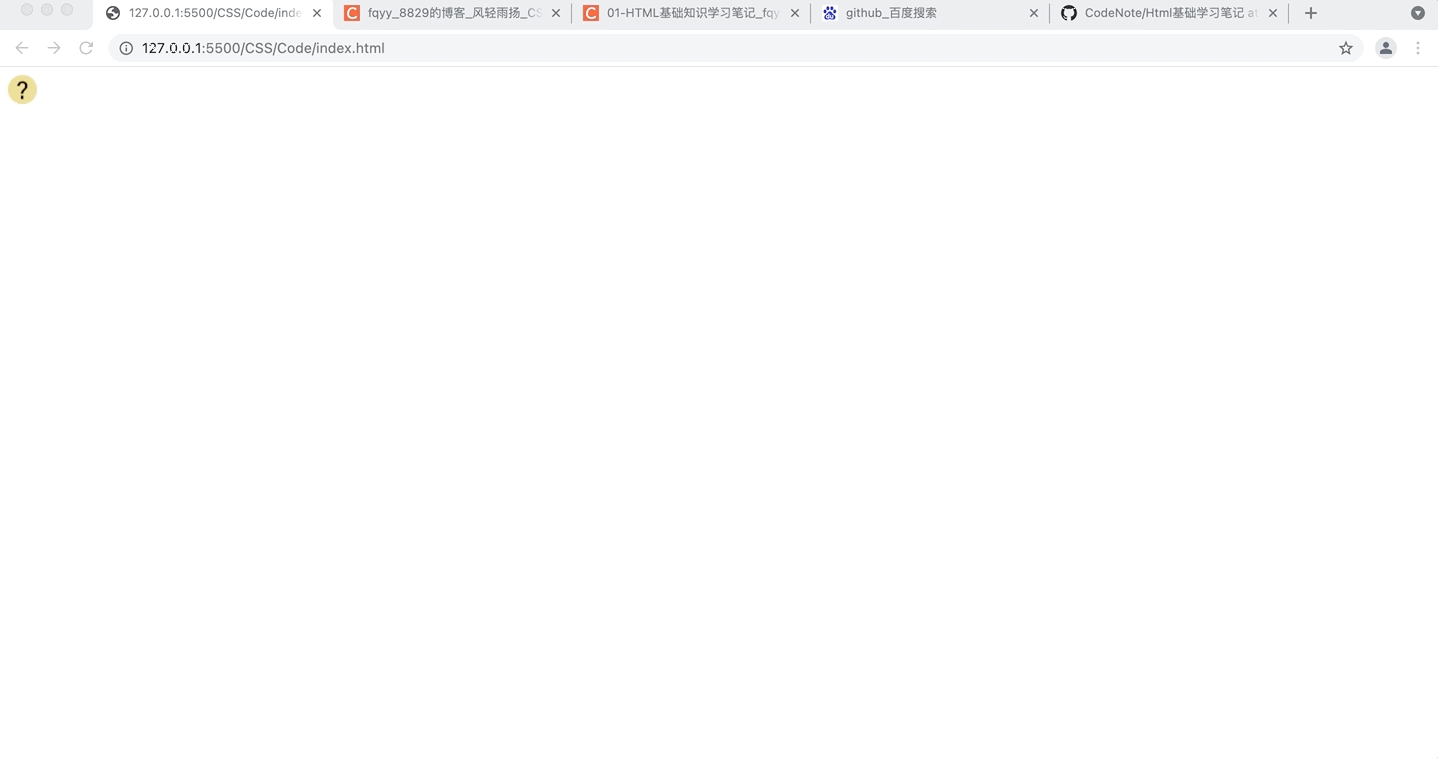 127.0.0.1:5500/CSS/Code/inde
fqyy_8829的博客_风轻雨扬_CS
01-HTML基础知识学习笔记_fqy
github_百度搜索
CodeNote/Html基础学习笔记 at
127.0.0.1:5500/CSS/Code/index.html
?